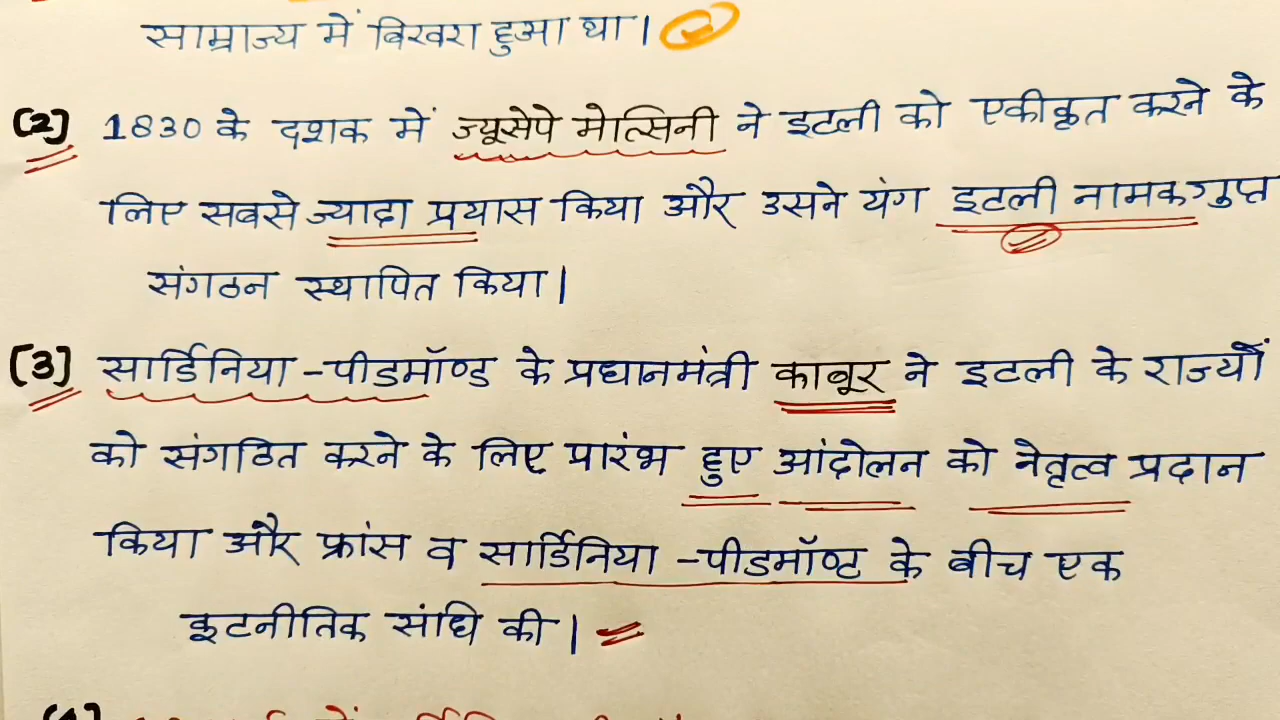 साम्राज्य में बिखरा हुआ था।
(2) 1830 के दशक में ज्यूसेपे मेत्सिनी ने इटली को एकीकृत करने के
लिए सबसे ज्यादा प्रयास किया और उसने यंग इटली नामक गुप्त
संगठन स्थापित किया।
(3) सार्डिनिया-पीडमॉण्ड के प्रधानमंत्री कावूर ने इटली के राज्यों
को संगठित करने के लिए प्रारंभ हुए आंदोलन को नेतृत्व प्रदान
किया और फ्रांस व सार्डिनिया-पीडमॉण्ट के बीच एक
कूटनीतिक संधि की।
(4)